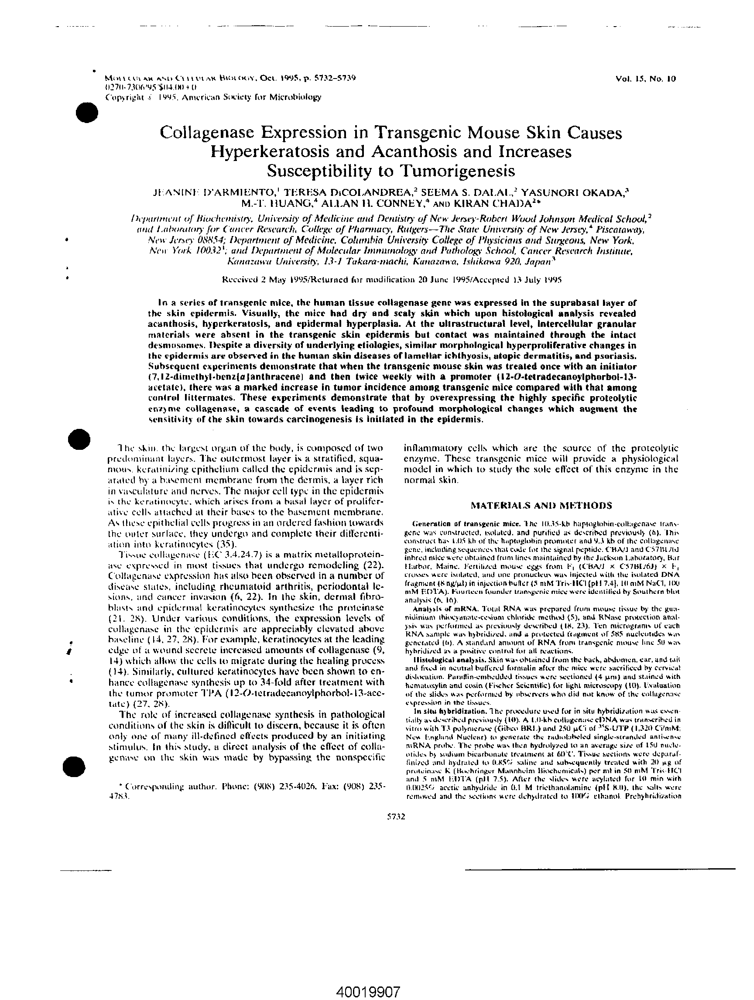 MOLECULAR AND CELLULAR BIOLOGY, Oct. 1995, p. 5732–5739
0270-7306/95/$04.00+0
Copyright © 1995, American Society for Microbiology
Vol. 15, No. 10
Collagenase Expression in Transgenic Mouse Skin Causes
Hyperkeratosis and Acanthosis and Increases
Susceptibility to Tumorigenesis
JEANINE D'ARMIENTO,¹ TERESA DiCOLANDREA,² SEEMA S. DALAL,² YASUNORI OKADA,³
M.-T. HUANG,⁴ ALLAN H. CONNEY,⁴ AND KIRAN CHADA²*
Department of Biochemistry, University of Medicine and Dentistry of New Jersey-Robert Wood Johnson Medical School,²
and Laboratory for Cancer Research, College of Pharmacy, Rutgers—The State University of New Jersey,⁴ Piscataway,
New Jersey 08854; Department of Medicine, Columbia University College of Physicians and Surgeons, New York,
New York 10032¹; and Department of Molecular Immunology and Pathology School, Cancer Research Institute,
Kanazawa University, 13-1 Takara-machi, Kanazawa, Ishikawa 920, Japan³
Received 2 May 1995/Returned for modification 20 June 1995/Accepted 13 July 1995
In a series of transgenic mice, the human tissue collagenase gene was expressed in the suprabasal layer of
the skin epidermis. Visually, the mice had dry and scaly skin which upon histological analysis revealed
acanthosis, hyperkeratosis, and epidermal hyperplasia. At the ultrastructural level, intercellular granular
materials were absent in the transgenic skin epidermis but contact was maintained through the intact
desmosomes. Despite a diversity of underlying etiologies, similar morphological hyperproliferative changes in
the epidermis are observed in the human skin diseases of lamellar ichthyosis, atopic dermatitis, and psoriasis.
Subsequent experiments demonstrate that when the transgenic mouse skin was treated once with an initiator
(7,12-dimethyl-benz[a]anthracene) and then twice weekly with a promoter (12-O-tetradecanoylphorbol-13-
acetate), there was a marked increase in tumor incidence among transgenic mice compared with that among
control littermates. These experiments demonstrate that by overexpressing the highly specific proteolytic
enzyme collagenase, a cascade of events leading to profound morphological changes which augment the
sensitivity of the skin towards carcinogenesis is initiated in the epidermis.
The skin, the largest organ of the body, is composed of two
predominant layers. The outermost layer is a stratified, squa-
mous, keratinizing epithelium called the epidermis and is sep-
arated by a basement membrane from the dermis, a layer rich
in vasculature and nerves. The major cell type in the epidermis
is the keratinocyte, which arises from a basal layer of prolifer-
ative cells attached at their bases to the basement membrane.
As these epithelial cells progress in an ordered fashion towards
the outer surface, they undergo and complete their differenti-
ation into keratinocytes (35).
Tissue collagenase (EC 3.4.24.7) is a matrix metalloprotein-
ase expressed in most tissues that undergo remodeling (22).
Collagenase expression has also been observed in a number of
disease states, including rheumatoid arthritis, periodontal le-
sions, and cancer invasion (6, 22). In the skin, dermal fibro-
blasts and epidermal keratinocytes synthesize the proteinase
(21, 28). Under various conditions, the expression levels of
collagenase in the epidermis are appreciably elevated above
baseline (14, 27, 28). For example, keratinocytes at the leading
edge of a wound secrete increased amounts of collagenase (9,
14) which allow the cells to migrate during the healing process
(14). Similarly, cultured keratinocytes have been shown to en-
hance collagenase synthesis up to 34-fold after treatment with
the tumor promoter TPA (12-O-tetradecanoylphorbol-13-ace-
tate) (27, 28).
The role of increased collagenase synthesis in pathological
conditions of the skin is difficult to discern, because it is often
only one of many ill-defined effects produced by an initiating
stimulus. In this study, a direct analysis of the effect of colla-
genase on the skin was made by bypassing the nonspecific
* Corresponding author. Phone: (908) 235-4026. Fax: (908) 235-
4783.
inflammatory cells which are the source of the proteolytic
enzyme. These transgenic mice will provide a physiological
model in which to study the sole effect of this enzyme in the
normal skin.
MATERIALS AND METHODS
Generation of transgenic mice. The 10.35-kb haptoglobin-collagenase trans-
gene was constructed, isolated, and purified as described previously (6). This
construct has 1.05 kb of the haptoglobin promoter and 9.3 kb of the collagenase
gene, including sequences that code for the signal peptide. CBA/J and C57BL/6J
inbred mice were obtained from lines maintained by the Jackson Laboratory, Bar
Harbor, Maine. Fertilized mouse eggs from F₁ (CBA/J × C57BL/6J) × F₁
crosses were isolated, and one pronucleus was injected with the isolated DNA
fragment (8 ng/μl) in injection buffer (5 mM Tris-HCl [pH 7.4], 10 mM NaCl, 100
mM EDTA). Fourteen founder transgenic mice were identified by Southern blot
analysis (6, 16).
Analysis of mRNA. Total RNA was prepared from mouse tissue by the gua-
nidinium thiocyanate-cesium chloride method (5), and RNase protection anal-
ysis was performed as previously described (18, 23). Ten micrograms of each
RNA sample was hybridized, and a protected fragment of 585 nucleotides was
generated (6). A standard amount of RNA from transgenic mouse line 50 was
hybridized as a positive control for all reactions.
Histological analysis. Skin was obtained from the back, abdomen, ear, and tail
and fixed in neutral buffered formalin after the mice were sacrificed by cervical
dislocation. Paraffin-embedded tissues were sectioned (4 μm) and stained with
hematoxylin and eosin (Fischer Scientific) for light microscopy (10). Evaluation
of the slides was performed by observers who did not know of the collagenase
expression in the tissues.
In situ hybridization. The procedure used for in situ hybridization was essen-
tially as described previously (10). A 1.0-kb collagenase cDNA was transcribed in
vitro with T3 polymerase (Gibco BRL) and 250 μCi of ³⁵S-UTP (1,320 Ci/mM;
New England Nuclear) to generate the radiolabeled single-stranded antisense
mRNA probe. The probe was then hydrolyzed to an average size of 150 nucle-
otides by sodium bicarbonate treatment at 60°C. Tissue sections were deparaf-
finized and hydrated to 0.85% saline and subsequently treated with 20 μg of
proteinase K (Boehringer Mannheim Biochemicals) per ml in 50 mM Tris-HCl
and 5 mM EDTA (pH 7.5). After the slides were acylated for 10 min with
0.0025% acetic anhydride in 0.1 M triethanolamine (pH 8.0), the salts were
removed and the sections were dehydrated to 100% ethanol. Prehybridization
5732
40019907